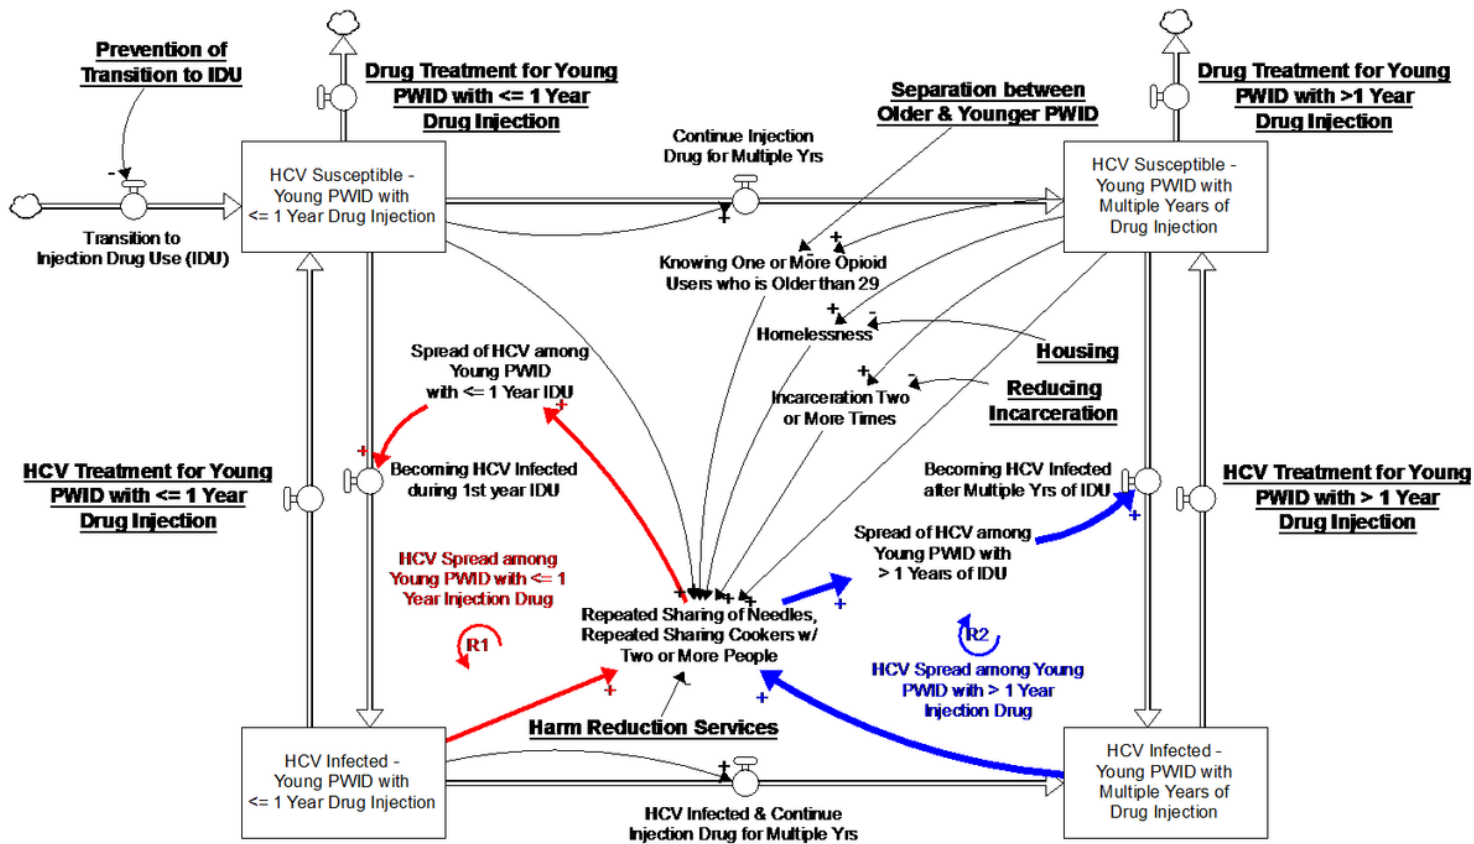 Prevention of
Transition to IDU
Drug Treatment for Young
PWID with <= 1 Year
Drug Injection
Separation between
Older & Younger PWID
Drug Treatment for Young
PWID with >1 Year
Drug Injection
-
HCV Susceptible -
Young PWID with
<= 1 Year Drug Injection
Continue Injection
Drug for Multiple Yrs
+
HCV Susceptible -
Young PWID with
Multiple Years of
Drug Injection
Transition to
Injection Drug Use (IDU)
+
-
Knowing One or More Opioid
Users who is Older than 29
+
-
Homelessness
Housing
Spread of HCV among
Young PWID
with <= 1 Year IDU
+
+
-
Incarceration Two
or More Times
Reducing
Incarceration
+
HCV Treatment for Young
PWID with <= 1 Year
Drug Injection
Becoming HCV Infected
during 1st year IDU
Becoming HCV Infected
after Multiple Yrs of IDU
+
HCV Treatment for Young
PWID with > 1 Year
Drug Injection
Spread of HCV among
Young PWID with
> 1 Years of IDU
+
HCV Spread among
Young PWID with <= 1
Year Injection Drug
R1
+ + +
Repeated Sharing of Needles,
Repeated Sharing Cookers w/
Two or More People
+
-
+
R2
HCV Spread among Young
PWID with > 1 Year
Injection Drug
Harm Reduction Services
HCV Infected -
Young PWID with
<= 1 Year Drug Injection
+
HCV Infected & Continue
Injection Drug for Multiple Yrs
HCV Infected -
Young PWID with
Multiple Years of
Drug Injection